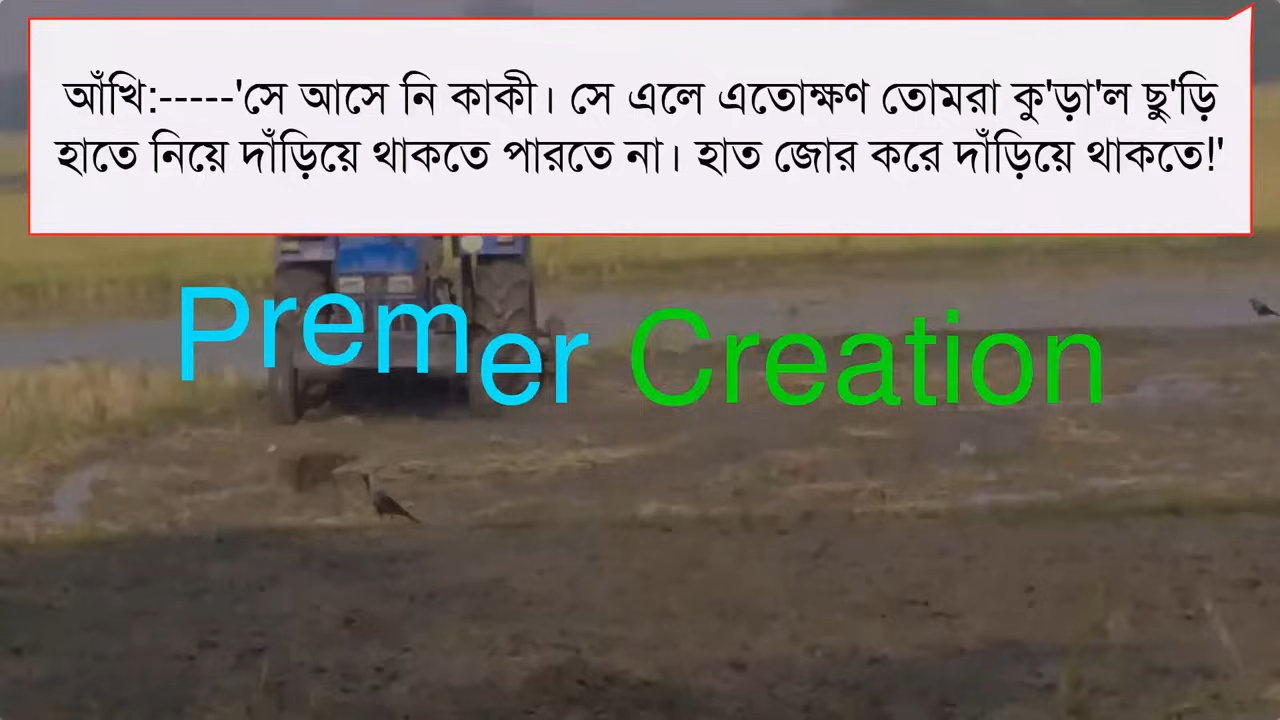 আঁখি:-----'সে আসে নি কাকী। সে এলে এতোক্ষণ তোমরা কু'ড়া'ল ছু'ড়ি
হাতে নিয়ে দাঁড়িয়ে থাকতে পারতে না। হাত জোর করে দাঁড়িয়ে থাকতে!'
Premer Creation